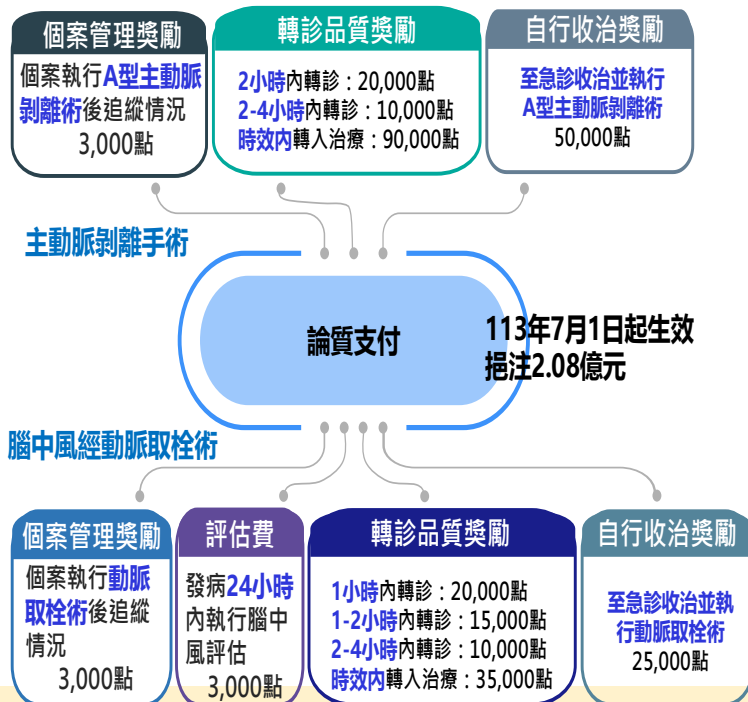 個案管理獎勵
個案執行A型主動脈
剝離術後追縱情況
3,000點
轉診品質獎勵
2小時內轉診：20,000點
2-4小時內轉診：10,000點
時效内轉入治療：90,000點
自行收治獎勵
至急診收治並執行
A型主動脈剝離術
50,000點
主動脈剝離手術
論質支付
113年7月1日起生效
挹注2.08億元
腦中風經動脈取栓術
個案管理獎勵
個案執行動脈
取栓術後追縱
情況
3,000點
評估費
發病24小時
內執行腦中
風評估
3,000點
轉診品質獎勵
1小時內轉診：20,000點
1-2小時內轉診：15,000點
2-4小時內轉診：10,000點
時效内轉入治療：35,000點
自行收治獎勵
至急診收治並執
行動脈取栓術
25,000點